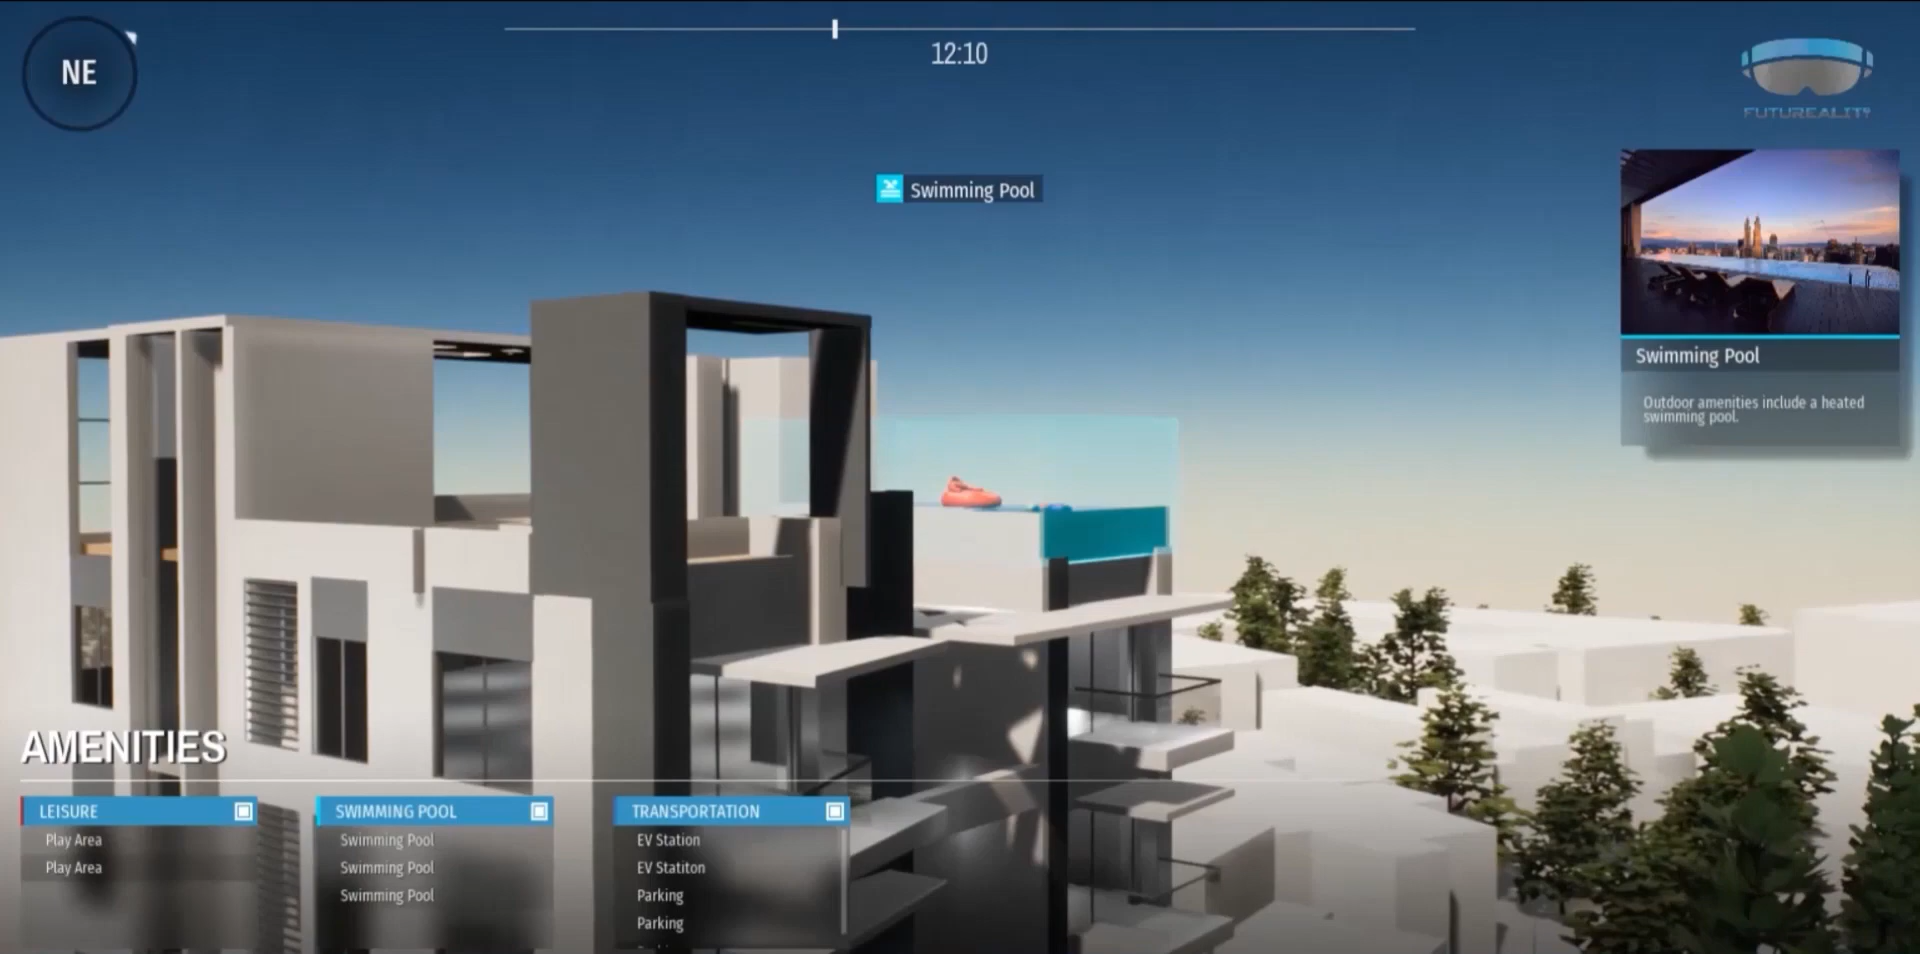 NE
12:10
FUTUREALITY
Swimming Pool
Swimming Pool
Outdoor amenities include a heated
swimming pool.
AMENITIES
LEISURE
Play Area
Play Area
SWIMMING POOL
Swimming Pool
Swimming Pool
Swimming Pool
TRANSPORTATION
EV Station
EV Statiton
Parking
Parking